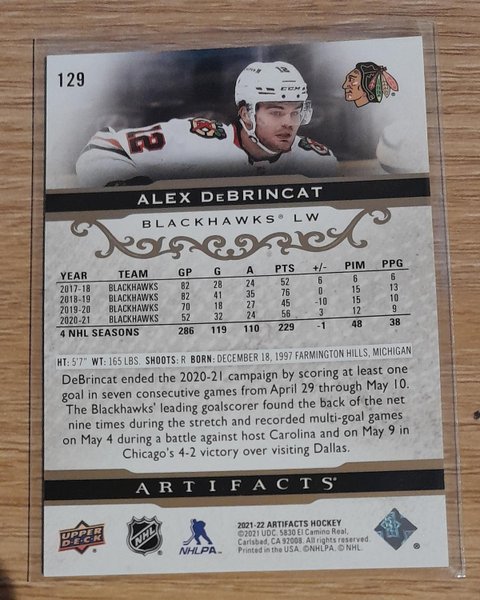 129
12
CCM
12
ALEX DeBRINCAT
BLACKHAWKS® LW
YEAR TEAM GP G A PTS +/- PIM PPG
2017-18 BLACKHAWKS 82 28 24 52 6 6 6
2018-19 BLACKHAWKS 82 41 35 76 0 15 13
2019-20 BLACKHAWKS 70 18 27 45 -10 15 10
2020-21 BLACKHAWKS 52 32 24 56 3 12 9
4 NHL SEASONS 286 119 110 229 -1 48 38
HT: 5'7" WT: 165 LBS. SHOOTS: R BORN: DECEMBER 18, 1997 FARMINGTON HILLS, MICHIGAN
DeBrincat ended the 2020-21 campaign by scoring at least one
goal in seven consecutive games from April 29 through May 10.
The Blackhawks' leading goalscorer found the back of the net
nine times during the stretch and recorded multi-goal games
on May 4 during a battle against host Carolina and on May 9 in
Chicago's 4-2 victory over visiting Dallas.
ARTIFACTS
UPPER
DECK
NHL
NHLPA
2021-22 ARTIFACTS HOCKEY
©2021 UDC. 5830 El Camino Real,
Carlsbad, CA 92008. All rights reserved.
Printed in the USA. ©NHLPA. © NHL.